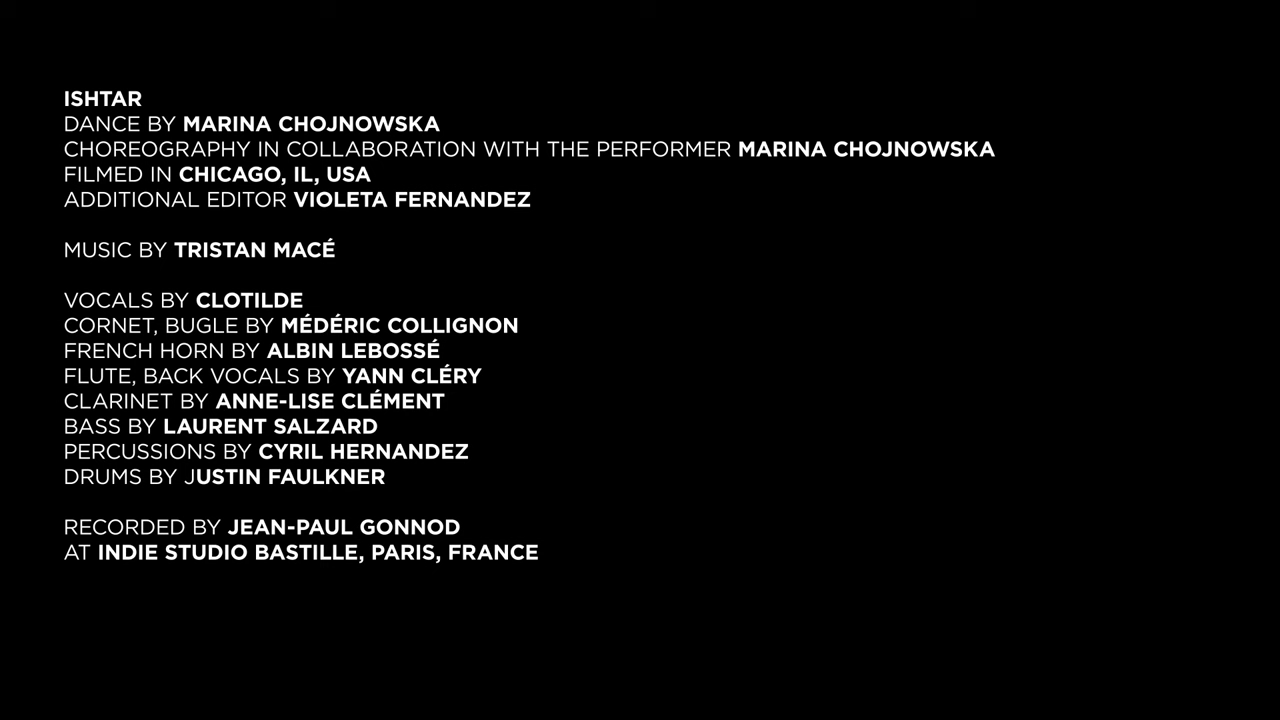 ISHTAR
DANCE BY MARINA CHOJNOWSKA
CHOREOGRAPHY IN COLLABORATION WITH THE PERFORMER MARINA CHOJNOWSKA
FILMED IN CHICAGO, IL, USA
ADDITIONAL EDITOR VIOLETA FERNANDEZ
MUSIC BY TRISTAN MACÉ
VOCALS BY CLOTILDE
CORNET, BUGLE BY MÉDÉRIC COLLIGNON
FRENCH HORN BY ALBIN LEBOSSÉ
FLUTE, BACK VOCALS BY YANN CLÉRY
CLARINET BY ANNE-LISE CLÉMENT
BASS BY LAURENT SALZARD
PERCUSSIONS BY CYRIL HERNANDEZ
DRUMS BY JUSTIN FAULKNER
RECORDED BY JEAN-PAUL GONNOD
AT INDIE STUDIO BASTILLE, PARIS, FRANCE